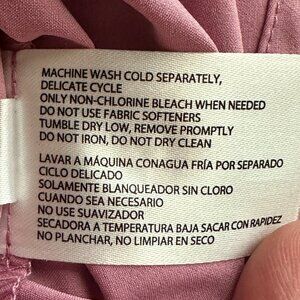 MACHINE WASH COLD SEPARATELY,
DELICATE CYCLE
ONLY NON-CHLORINE BLEACH WHEN NEEDED
DO NOT USE FABRIC SOFTENERS
TUMBLE DRY LOW, REMOVE PROMPTLY
DO NOT IRON, DO NOT DRY CLEAN
LAVAR A MÁQUINA CONAGUA FRÍA POR SEPARADO
CICLO DELICADO
SOLAMENTE BLANQUEADOR SIN CLORO
CUANDO SEA NECESARIO
NO USE SUAVIZADOR
SECADORA A TEMPERATURA BAJA SACAR CON RAPIDEZ
NO PLANCHAR, NO LIMPIAR EN SECO